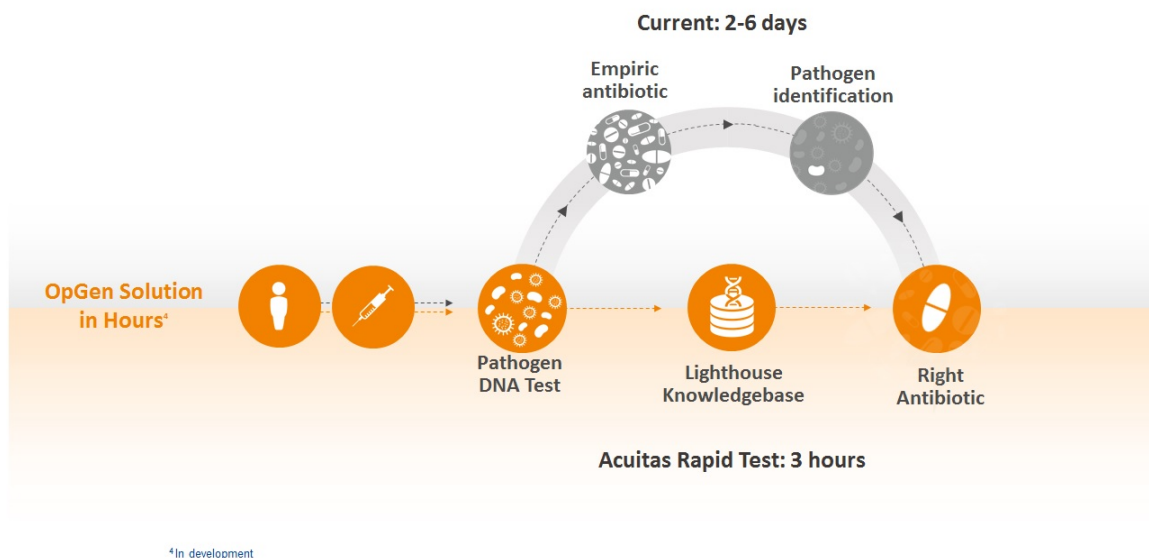 Current: 2-6 days
Empiric
antibiotic
Pathogen
identification
OpGen Solution
in Hours⁴
Pathogen
DNA Test
Lighthouse
Knowledgebase
Right
Antibiotic
Acuitas Rapid Test: 3 hours
⁴ In development